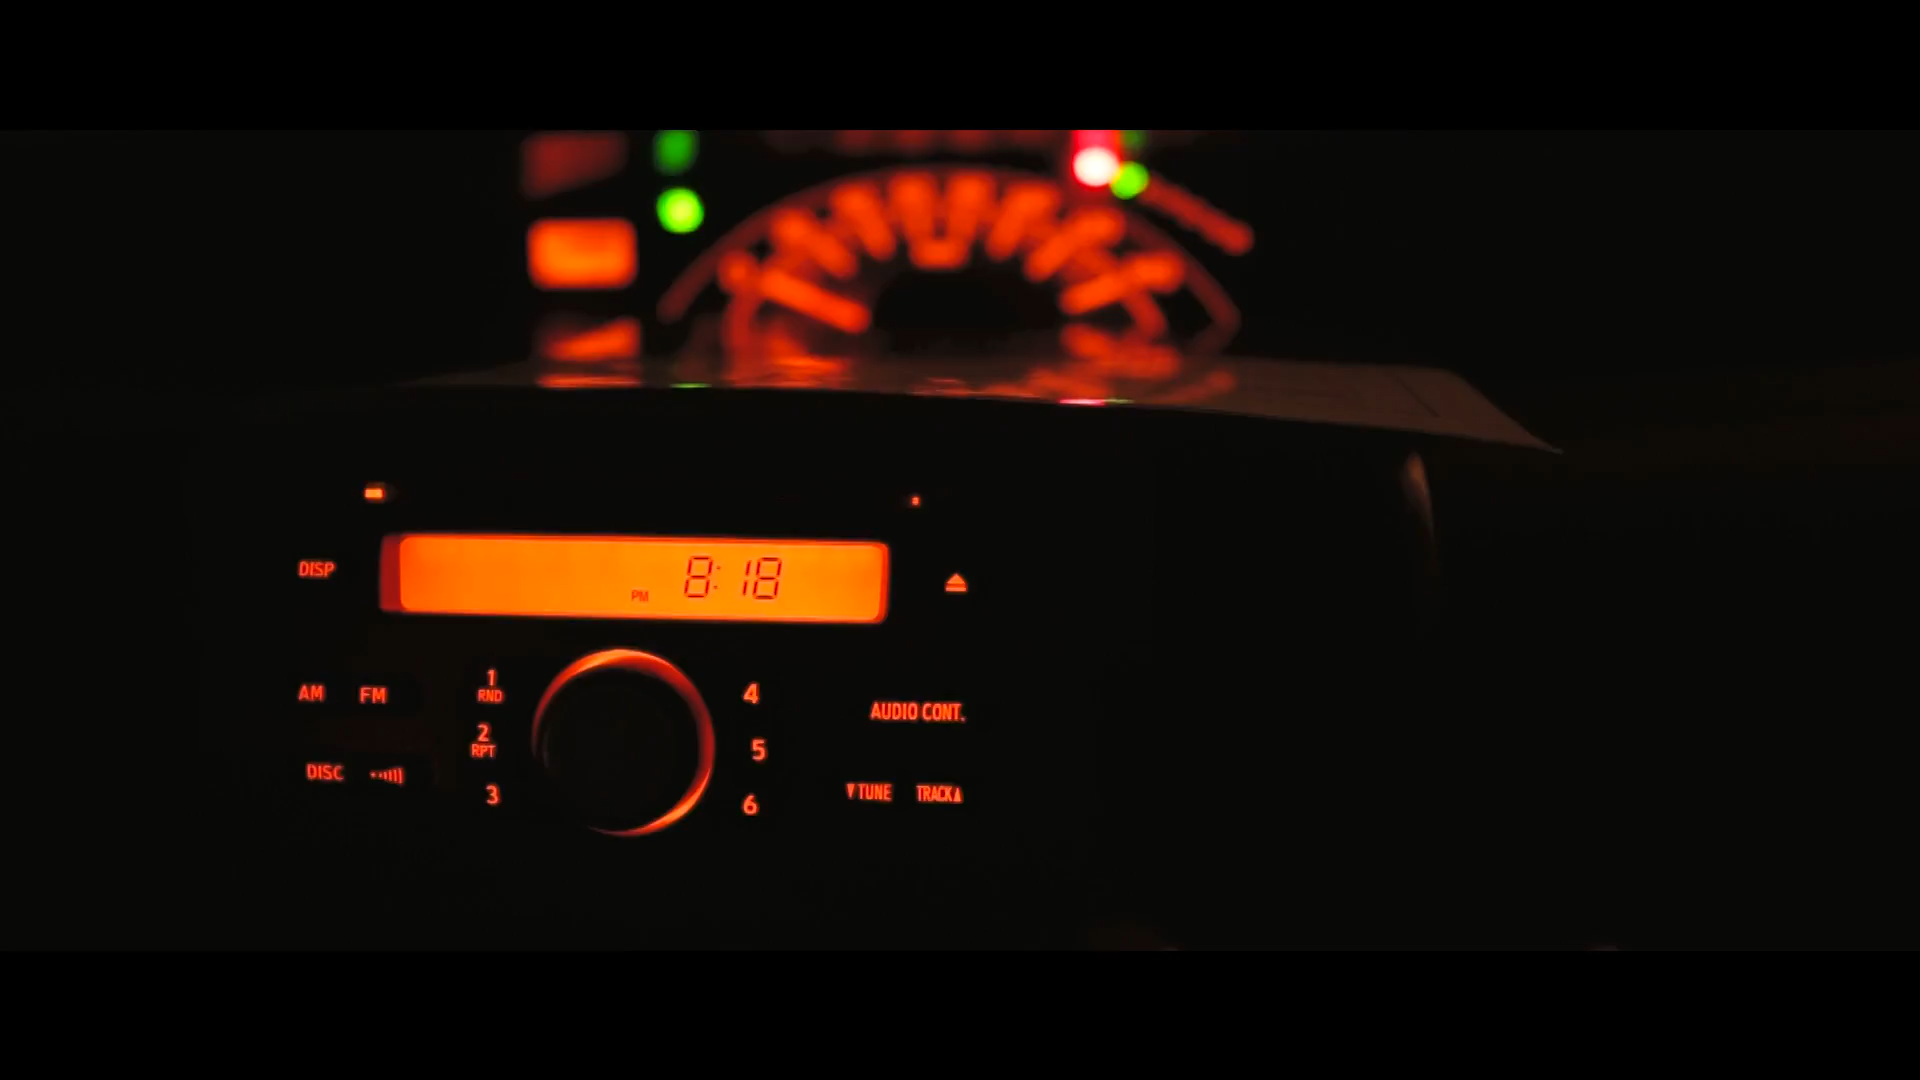 DISP
PM 8:18
AM FM
1
RND
4
AUDIO CONT.
2
RPT
5
DISC
TUNE TRACK
3
6